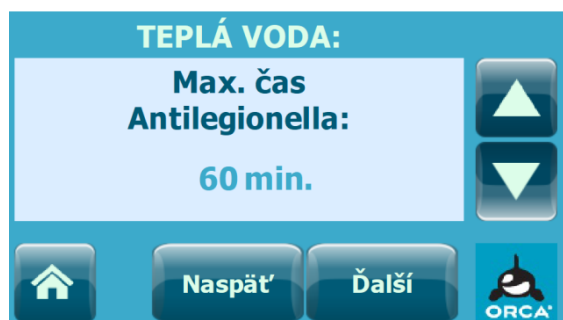 TEPLÁ VODA:
Max. čas
Antilegionella:
60 min.
Naspäť
Ďalší
ORCA